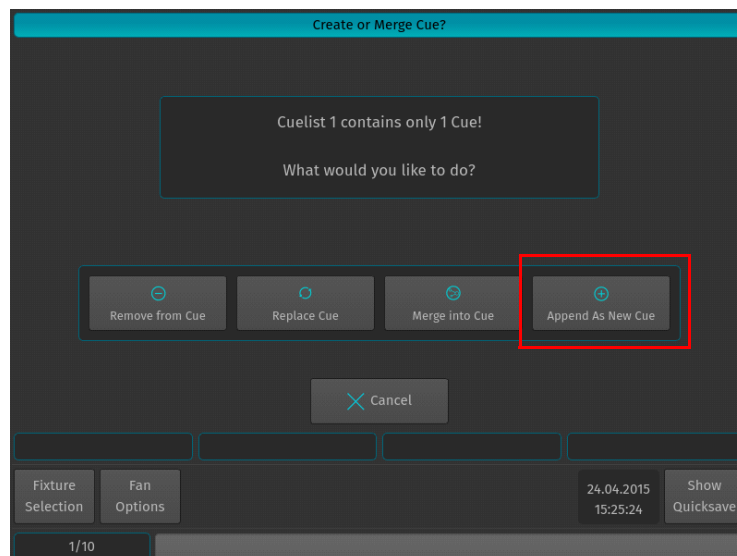 Create or Merge Cue?
Cuelist 1 contains only 1 Cue!
What would you like to do?
Remove from Cue
Replace Cue
Merge into Cue
Append As New Cue
Cancel
Fixture
Selection
Fan
Options
24.04.2015
15:25:24
Show
Quicksave
1/10